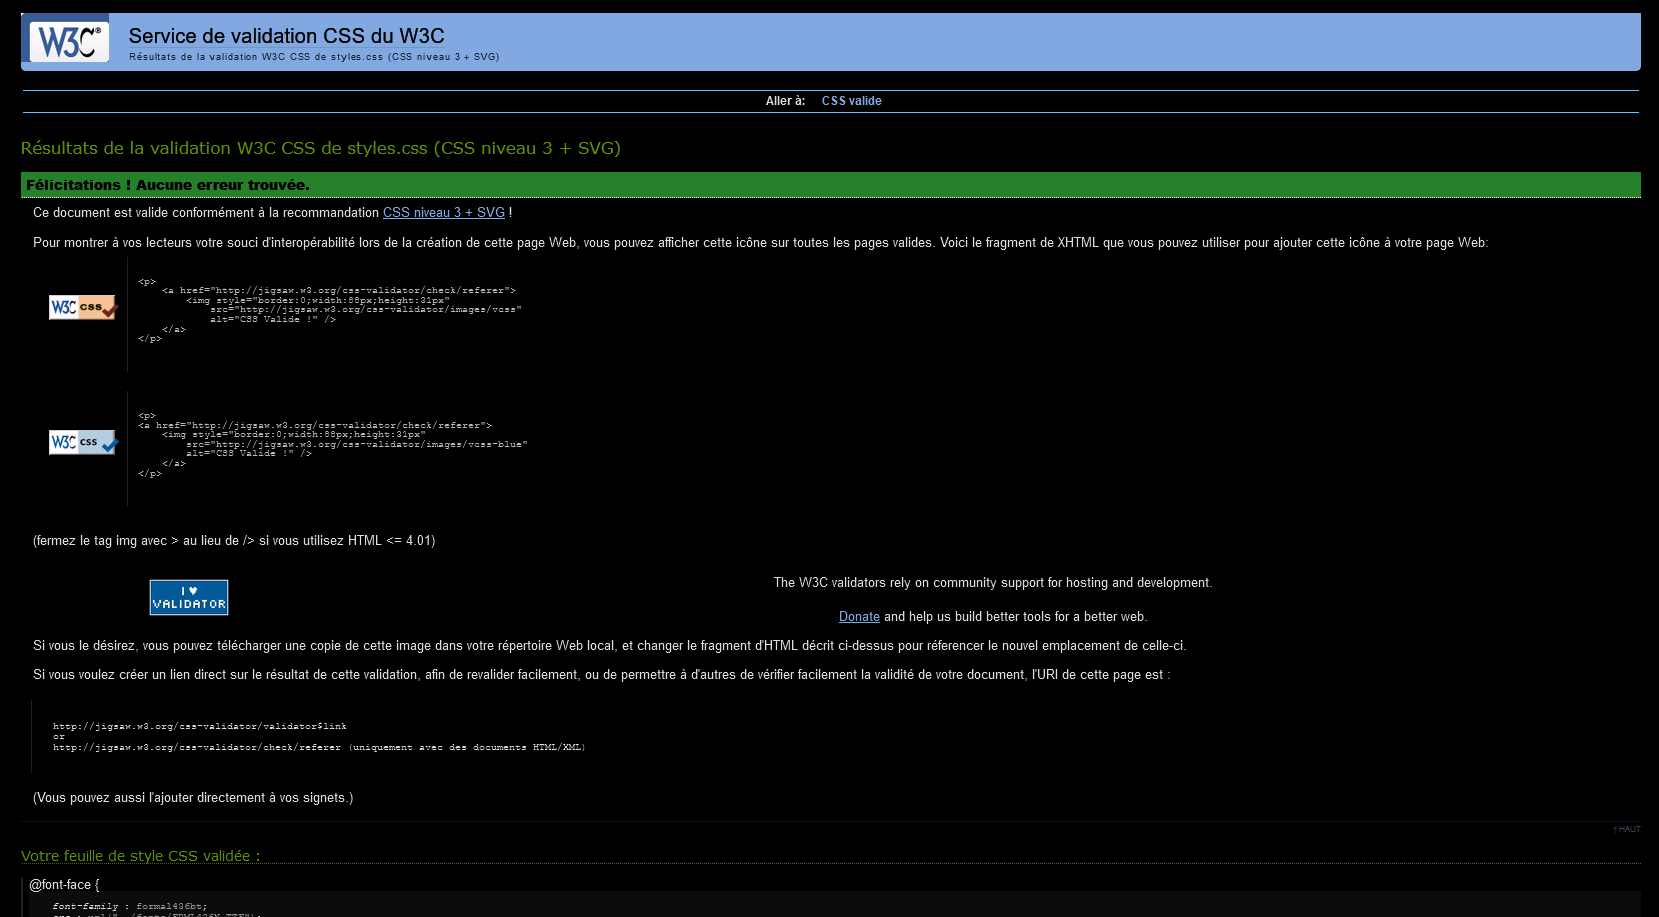 W3C®
Service de validation CSS du W3C
Résultats de la validation W3C CSS de styles.css (CSS niveau 3 + SVG)
Aller à: CSS valide
Résultats de la validation W3C CSS de styles.css (CSS niveau 3 + SVG)
Félicitations ! Aucune erreur trouvée.
Ce document est valide conformément à la recommandation CSS niveau 3 + SVG !
Pour montrer à vos lecteurs votre souci d'interopérabilité lors de la création de cette page Web, vous pouvez afficher cette icône sur toutes les pages valides. Voici le fragment de XHTML que vous pouvez utiliser pour ajouter cette icône à votre page Web:
W3C css
<p>
<a href="http://jigsaw.w3.org/css-validator/check/referer">
<img style="border:0;width:88px;height:31px"
src="http://jigsaw.w3.org/css-validator/images/vcss"
alt="CSS Valide !" />
</a>
</p>
W3C css
<p>
<a href="http://jigsaw.w3.org/css-validator/check/referer">
<img style="border:0;width:88px;height:31px"
src="http://jigsaw.w3.org/css-validator/images/vcss-blue"
alt="CSS Valide !" />
</a>
</p>
(fermez le tag img avec > au lieu de /> si vous utilisez HTML <= 4.01)
I ♥
VALIDATOR
The W3C validators rely on community support for hosting and development.
Donate and help us build better tools for a better web.
Si vous le désirez, vous pouvez télécharger une copie de cette image dans votre répertoire Web local, et changer le fragment d'HTML décrit ci-dessus pour réferencer le nouvel emplacement de celle-ci.
Si vous voulez créer un lien direct sur le résultat de cette validation, afin de revalider facilement, ou de permettre à d'autres de vérifier facilement la validité de votre document, l'URI de cette page est :
http://jigsaw.w3.org/css-validator/validator$link
or
http://jigsaw.w3.org/css-validator/check/referer (uniquement avec des documents HTML/XML)
(Vous pouvez aussi l'ajouter directement à vos signets.)
↑ HAUT
Votre feuille de style CSS validée :
@font-face {
font-family : formal436bt;